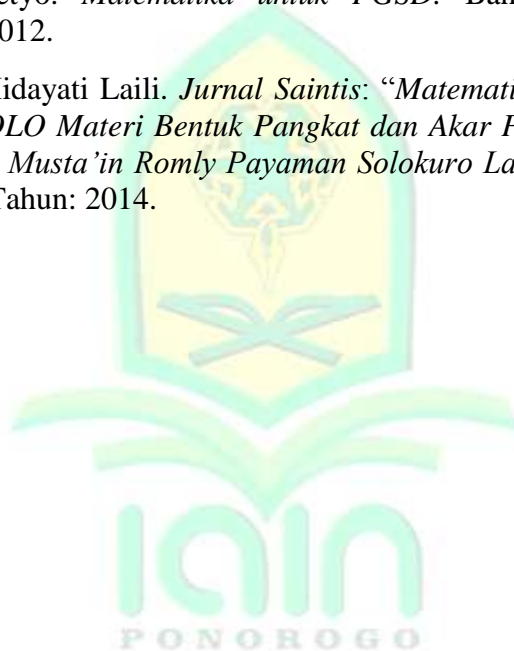 Matematika untuk PGSD.
2012.
Hidayati Laili. Jurnal Saintis: “Matemati
OLO Materi Bentuk Pangkat dan Akar P
Musta’in Romly Payaman Solokuro La
Tahun: 2014.
iain
PONOROGO